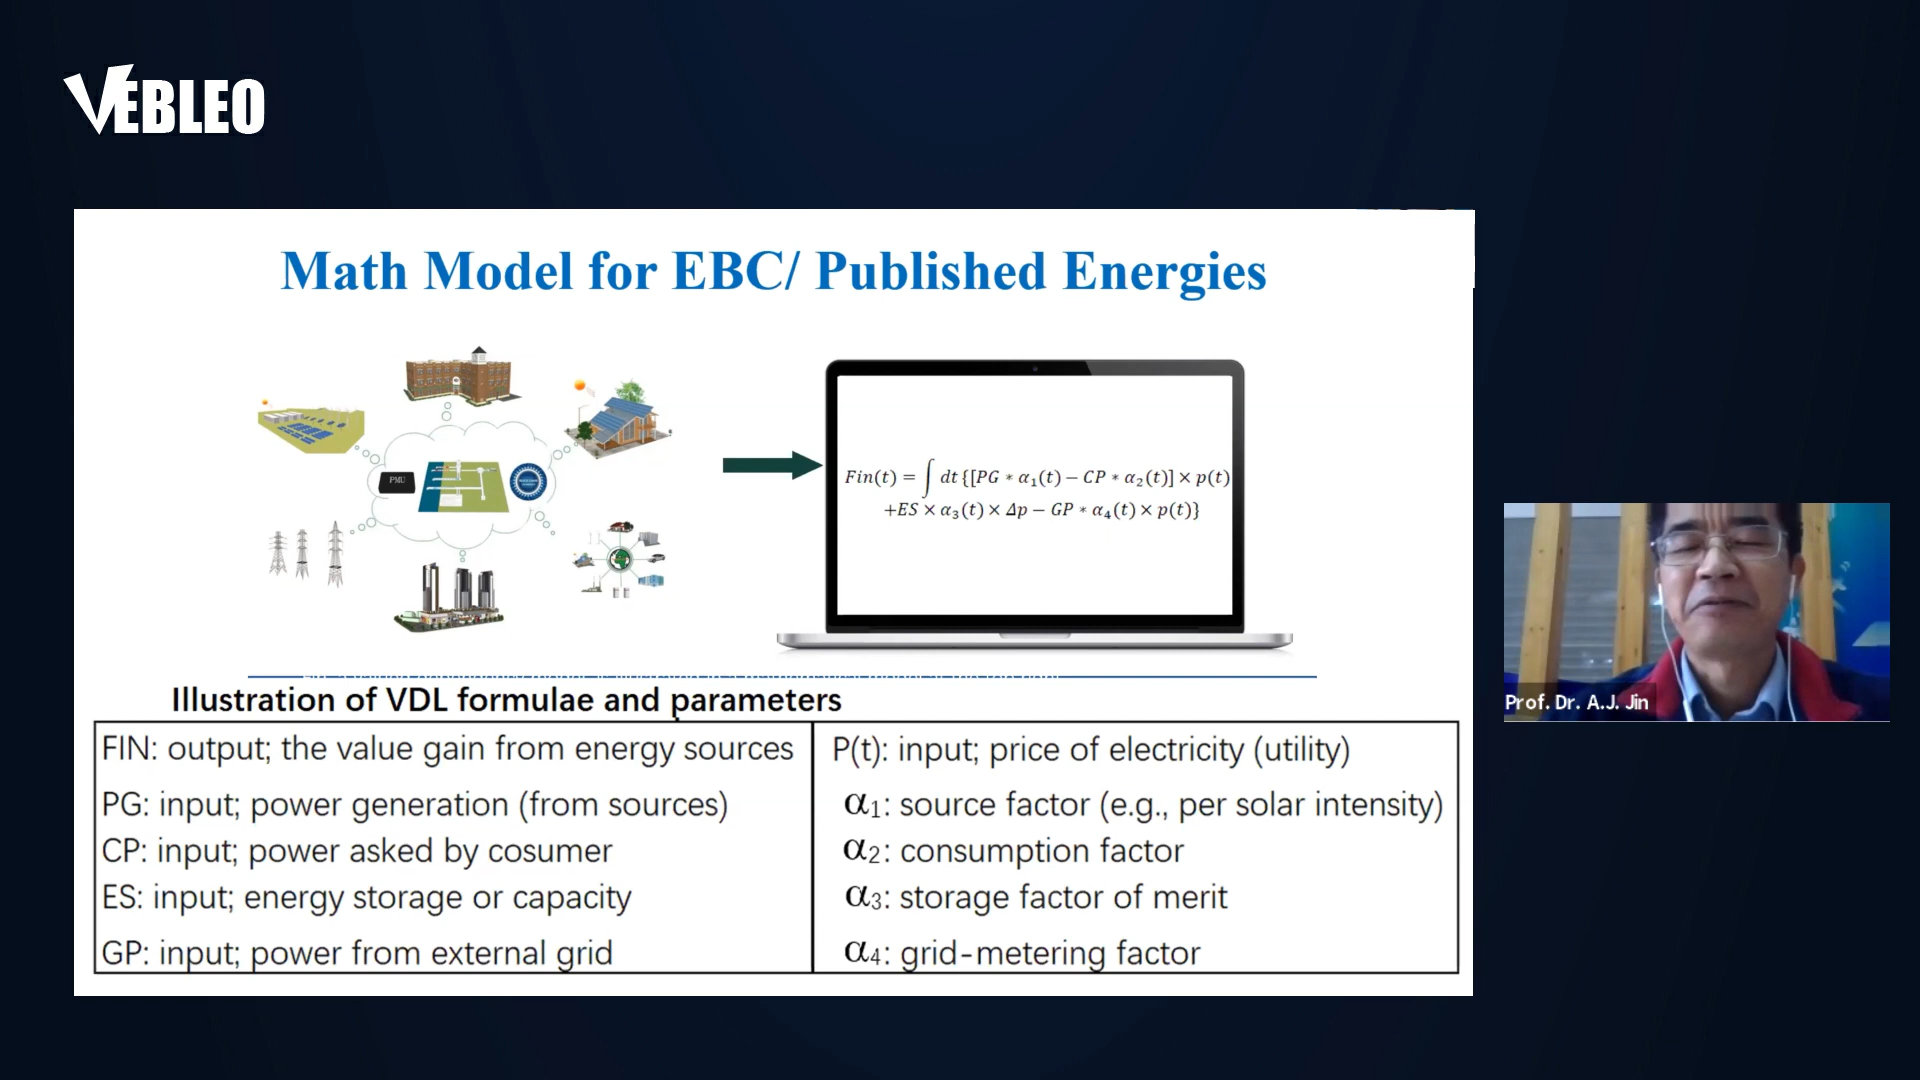 VEBLEO
Math Model for EBC/ Published Energies
PMU
Fin(t) = ∫ dt {[PG * α₁(t) − CP * α₂(t)] × p(t)
+ES × α₃(t) × Δp − GP * α₄(t) × p(t)}
Illustration of VDL formulae and parameters
FIN: output; the value gain from energy sources
PG: input; power generation (from sources)
CP: input; power asked by cosumer
ES: input; energy storage or capacity
GP: input; power from external grid
P(t): input; price of electricity (utility)
α₁: source factor (e.g., per solar intensity)
α₂: consumption factor
α₃: storage factor of merit
α₄: grid-metering factor
Prof. Dr. A.J. Jin